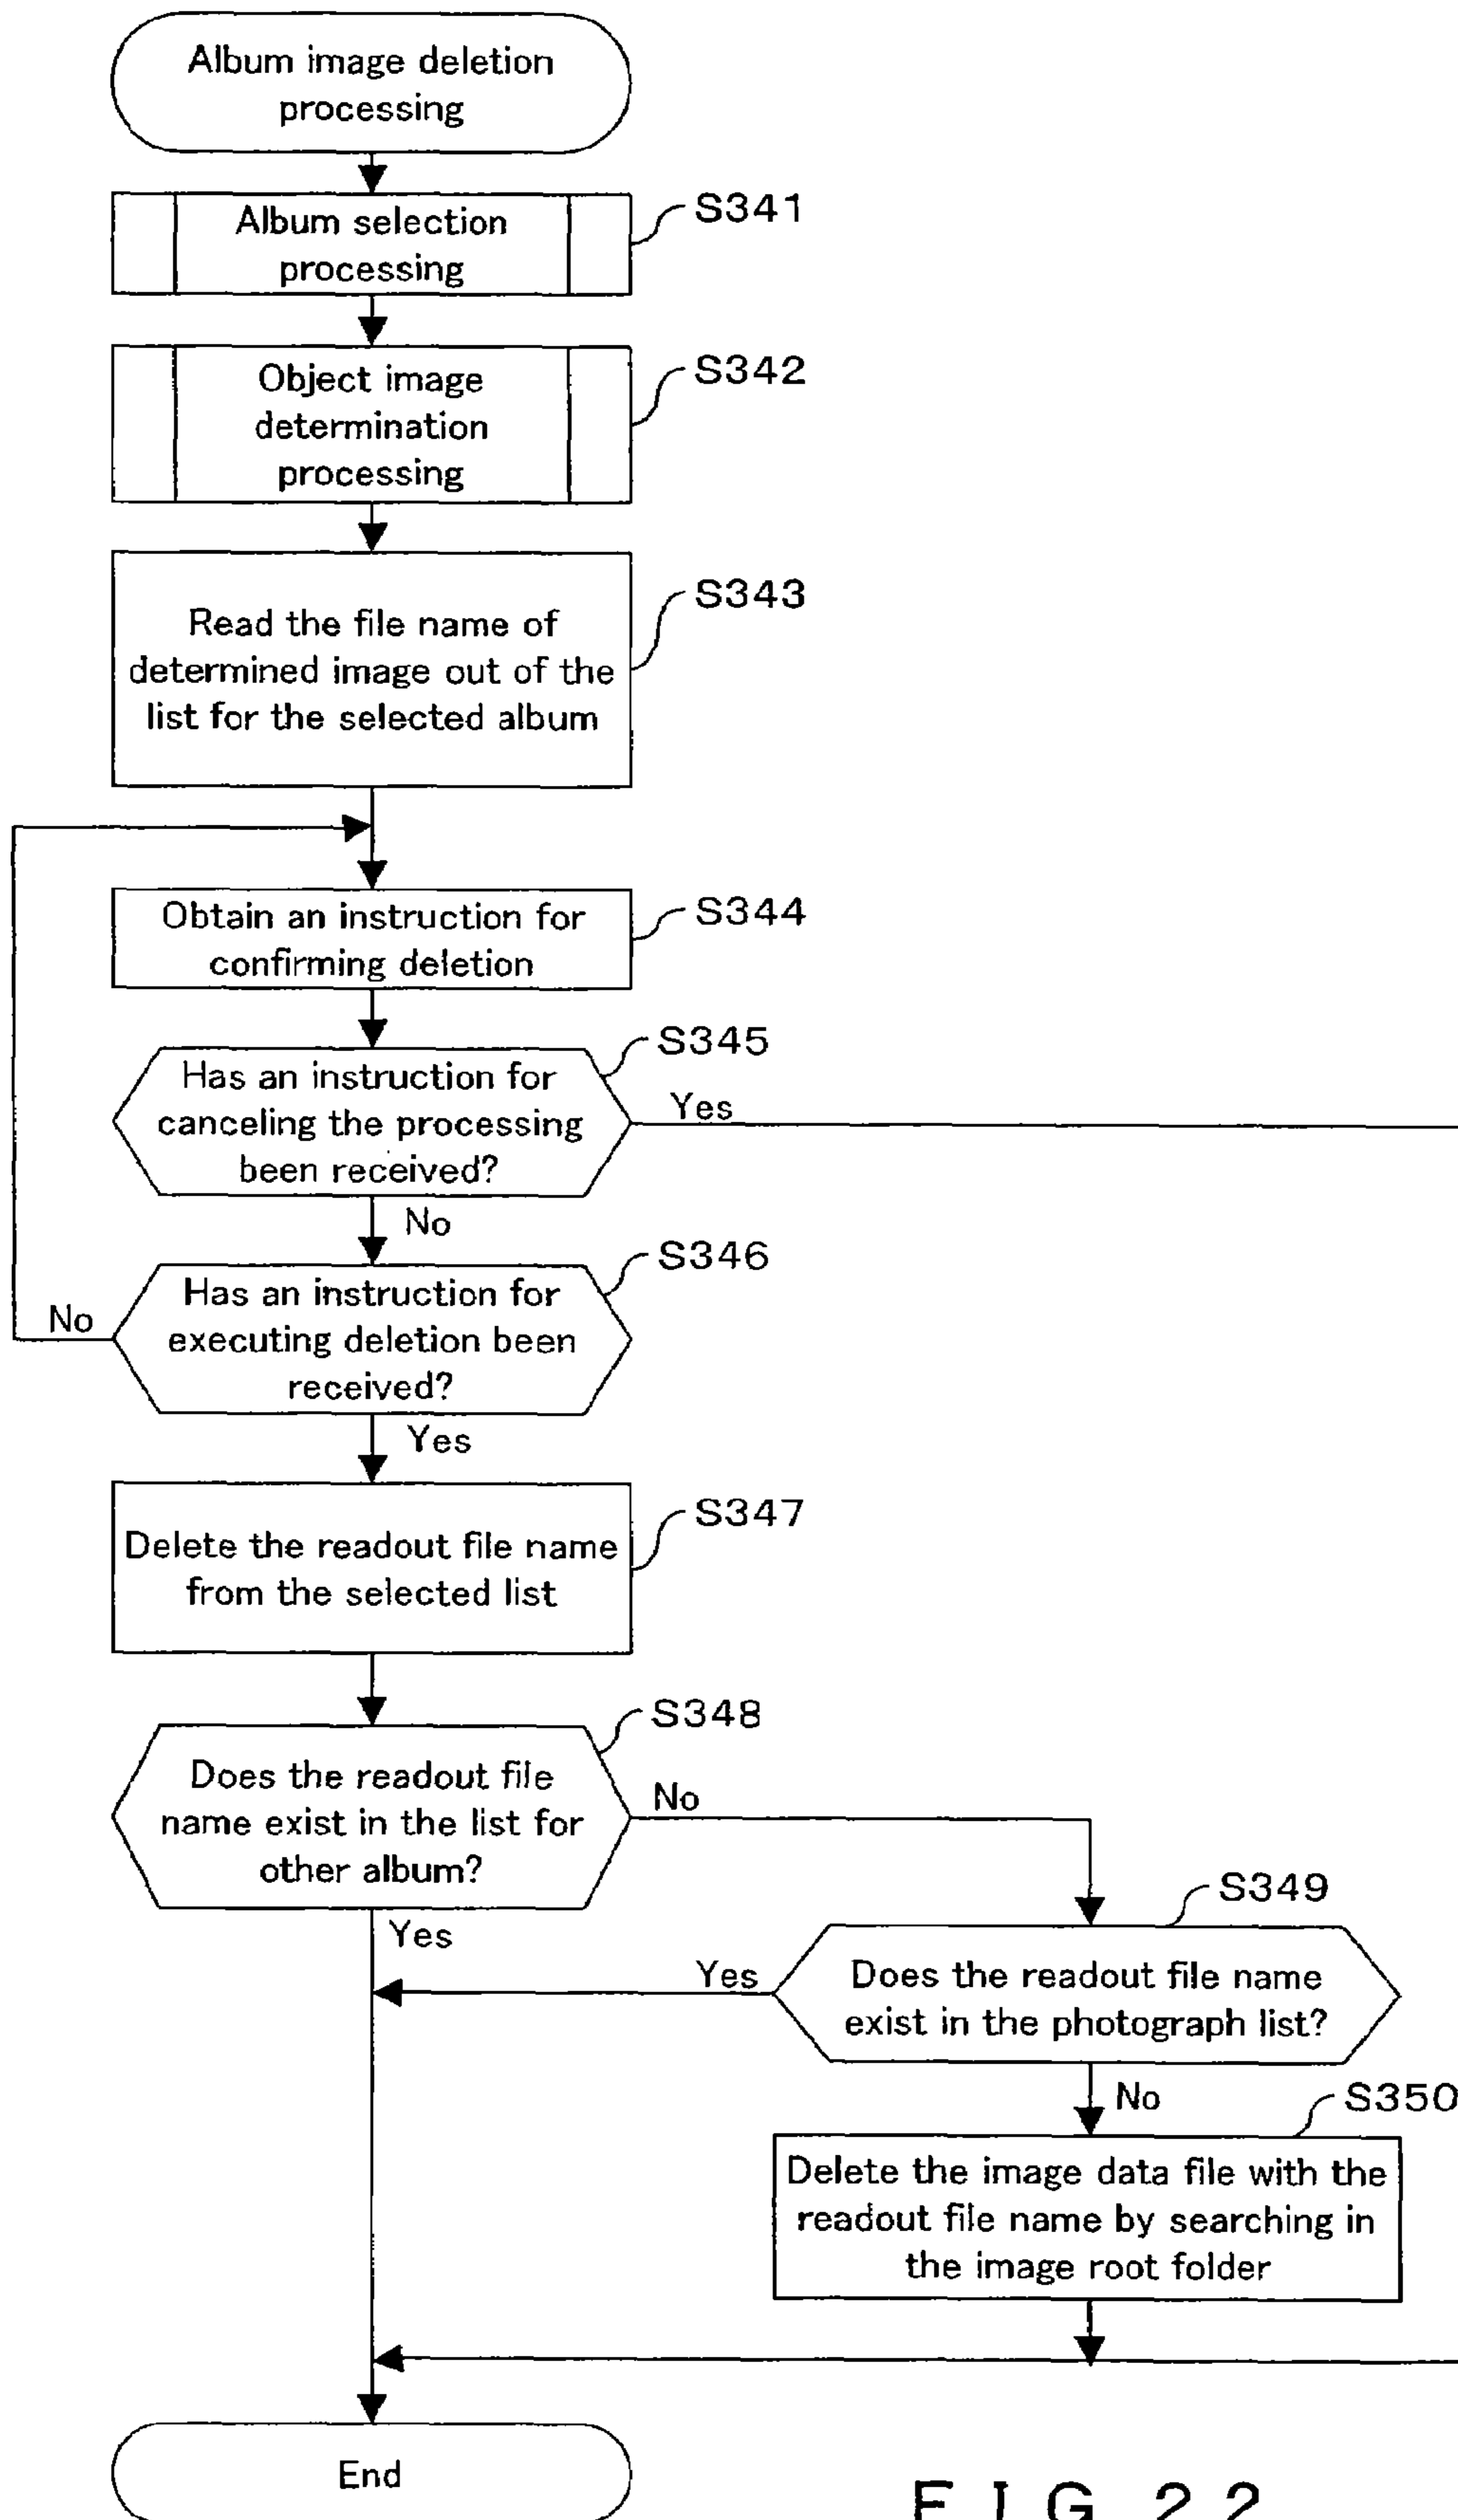 Album image deletion
processing
Album selection
processing
S341
Object image
determination
processing
S342
Read the file name of
determined image out of the
list for the selected album
S343
Obtain an instruction for
confirming deletion
S344
Has an instruction for
canceling the processing
been received?
S345
Yes
No
Has an instruction for
executing deletion been
received?
S346
No
Yes
Delete the readout file name
from the selected list
S347
Does the readout file
name exist in the list for
other album?
S348
No
Yes
Does the readout file name
exist in the photograph list?
S349
Yes
No
Delete the image data file with the
readout file name by searching in
the image root folder
S350
End
FIG 22